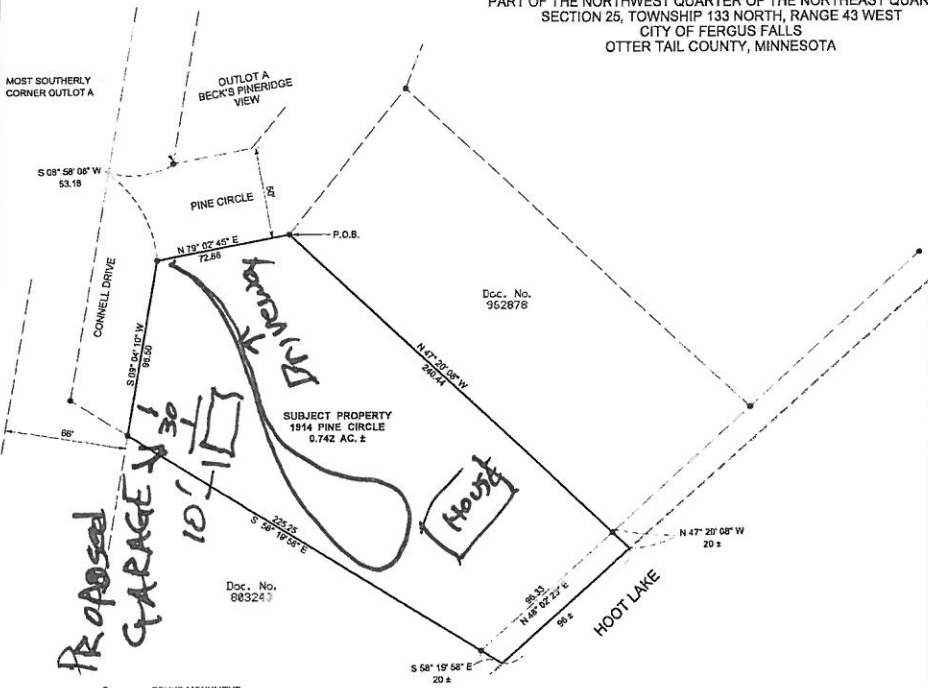 PART OF THE NORTHWEST QUARTER OF THE NORTHEAST QUAR
SECTION 25, TOWNSHIP 133 NORTH, RANGE 43 WEST
CITY OF FERGUS FALLS
OTTER TAIL COUNTY, MINNESOTA
MOST SOUTHERLY
CORNER OUTLOT A
OUTLOT A
BECK'S PINERIDGE
VIEW
S 08° 58' 08" W
53.18
PINE CIRCLE
50'
N 79° 02' 45" E
72.86
P.O.B.
CONNELL DRIVE
S 09° 04' 10" W
98.50
Driveway
Doc. No.
962878
N 47° 20' 08" W
240.44
SUBJECT PROPERTY
1914 PINE CIRCLE
0.742 AC. ±
66'
30'
10'
PROPOSED
GARAGE
HOUSE
225.25
S 58° 19' 58" E
Doc. No.
803243
N 47° 20' 08" W
20 ±
96.33
N 48° 02' 23" E
96 ±
HOOT LAKE
S 58° 19' 58" E
20 ±